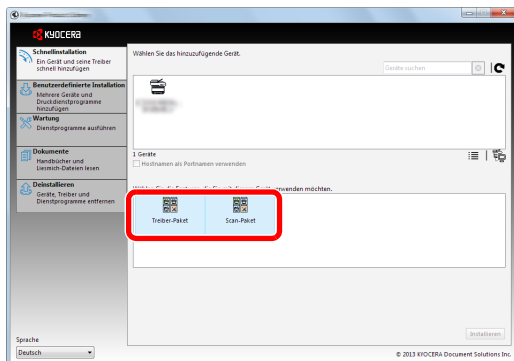 KYOCERA
Schnellinstallation
Ein Gerät und seine Treiber
schnell hinzufügen
Benutzerdefinierte Installation
Mehrere Geräte und
Druckdienstprogramme
hinzufügen
Wartung
Dienstprogramme ausführen
Dokumente
Handbücher und
Liesmich-Dateien lesen
Deinstallieren
Geräte, Treiber und
Dienstprogramme entfernen
Sprache
Deutsch
Wählen Sie das hinzuzufügende Gerät.
Geräte suchen
1 Geräte
Hostnamen als Portnamen verwenden
verwenden möchten.
Treiber-Paket
Scan-Paket
Installieren
© 2013 KYOCERA Document Solutions Inc.